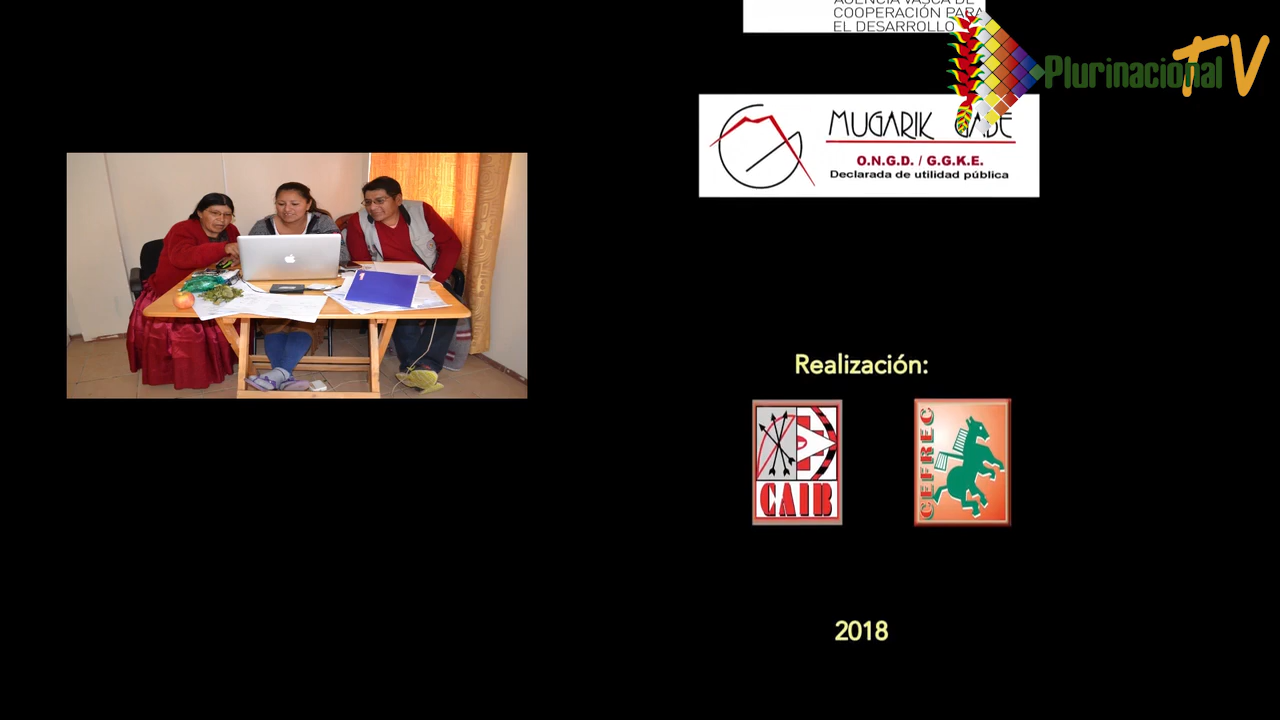 AGENCIA VASCA DE
COOPERACIÓN PARA
EL DESARROLLO
Plurinacional TV
MUGARIK GABE
O.N.G.D. / G.G.K.E.
Declarada de utilidad pública
Realización:
CAIB
CEFREC
2018